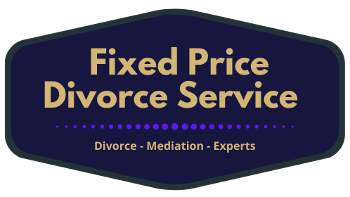 Fixed Price
Divorce Service
Divorce - Mediation - Experts